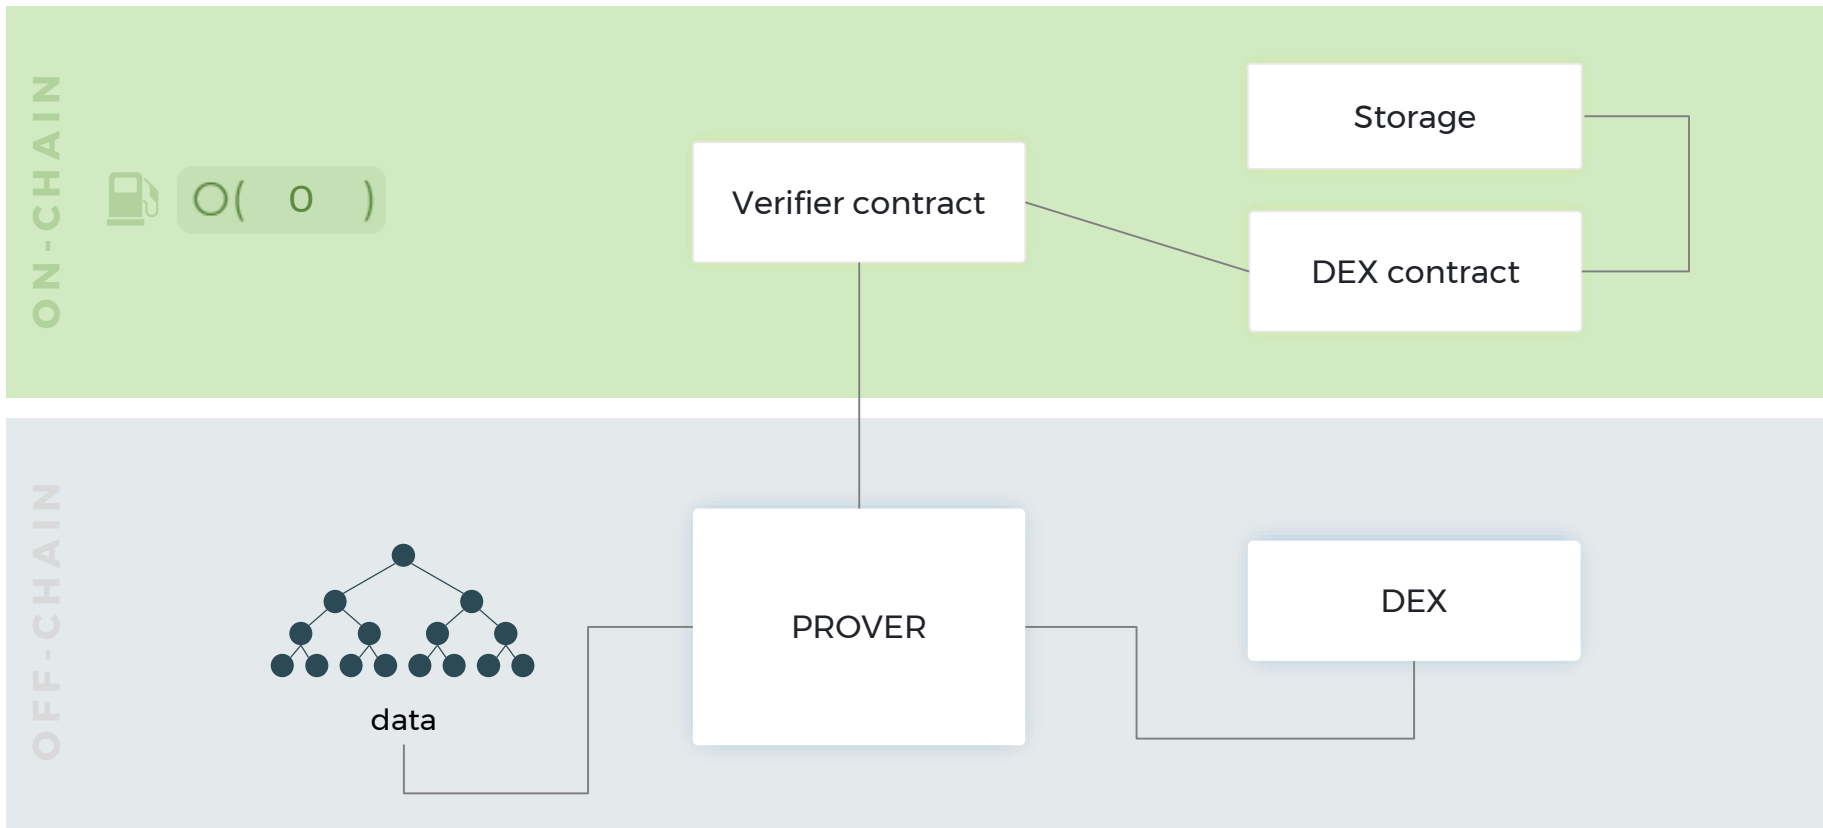 ON-CHAIN
O( 0 )
Verifier contract
Storage
DEX contract
OFF-CHAIN
data
PROVER
DEX